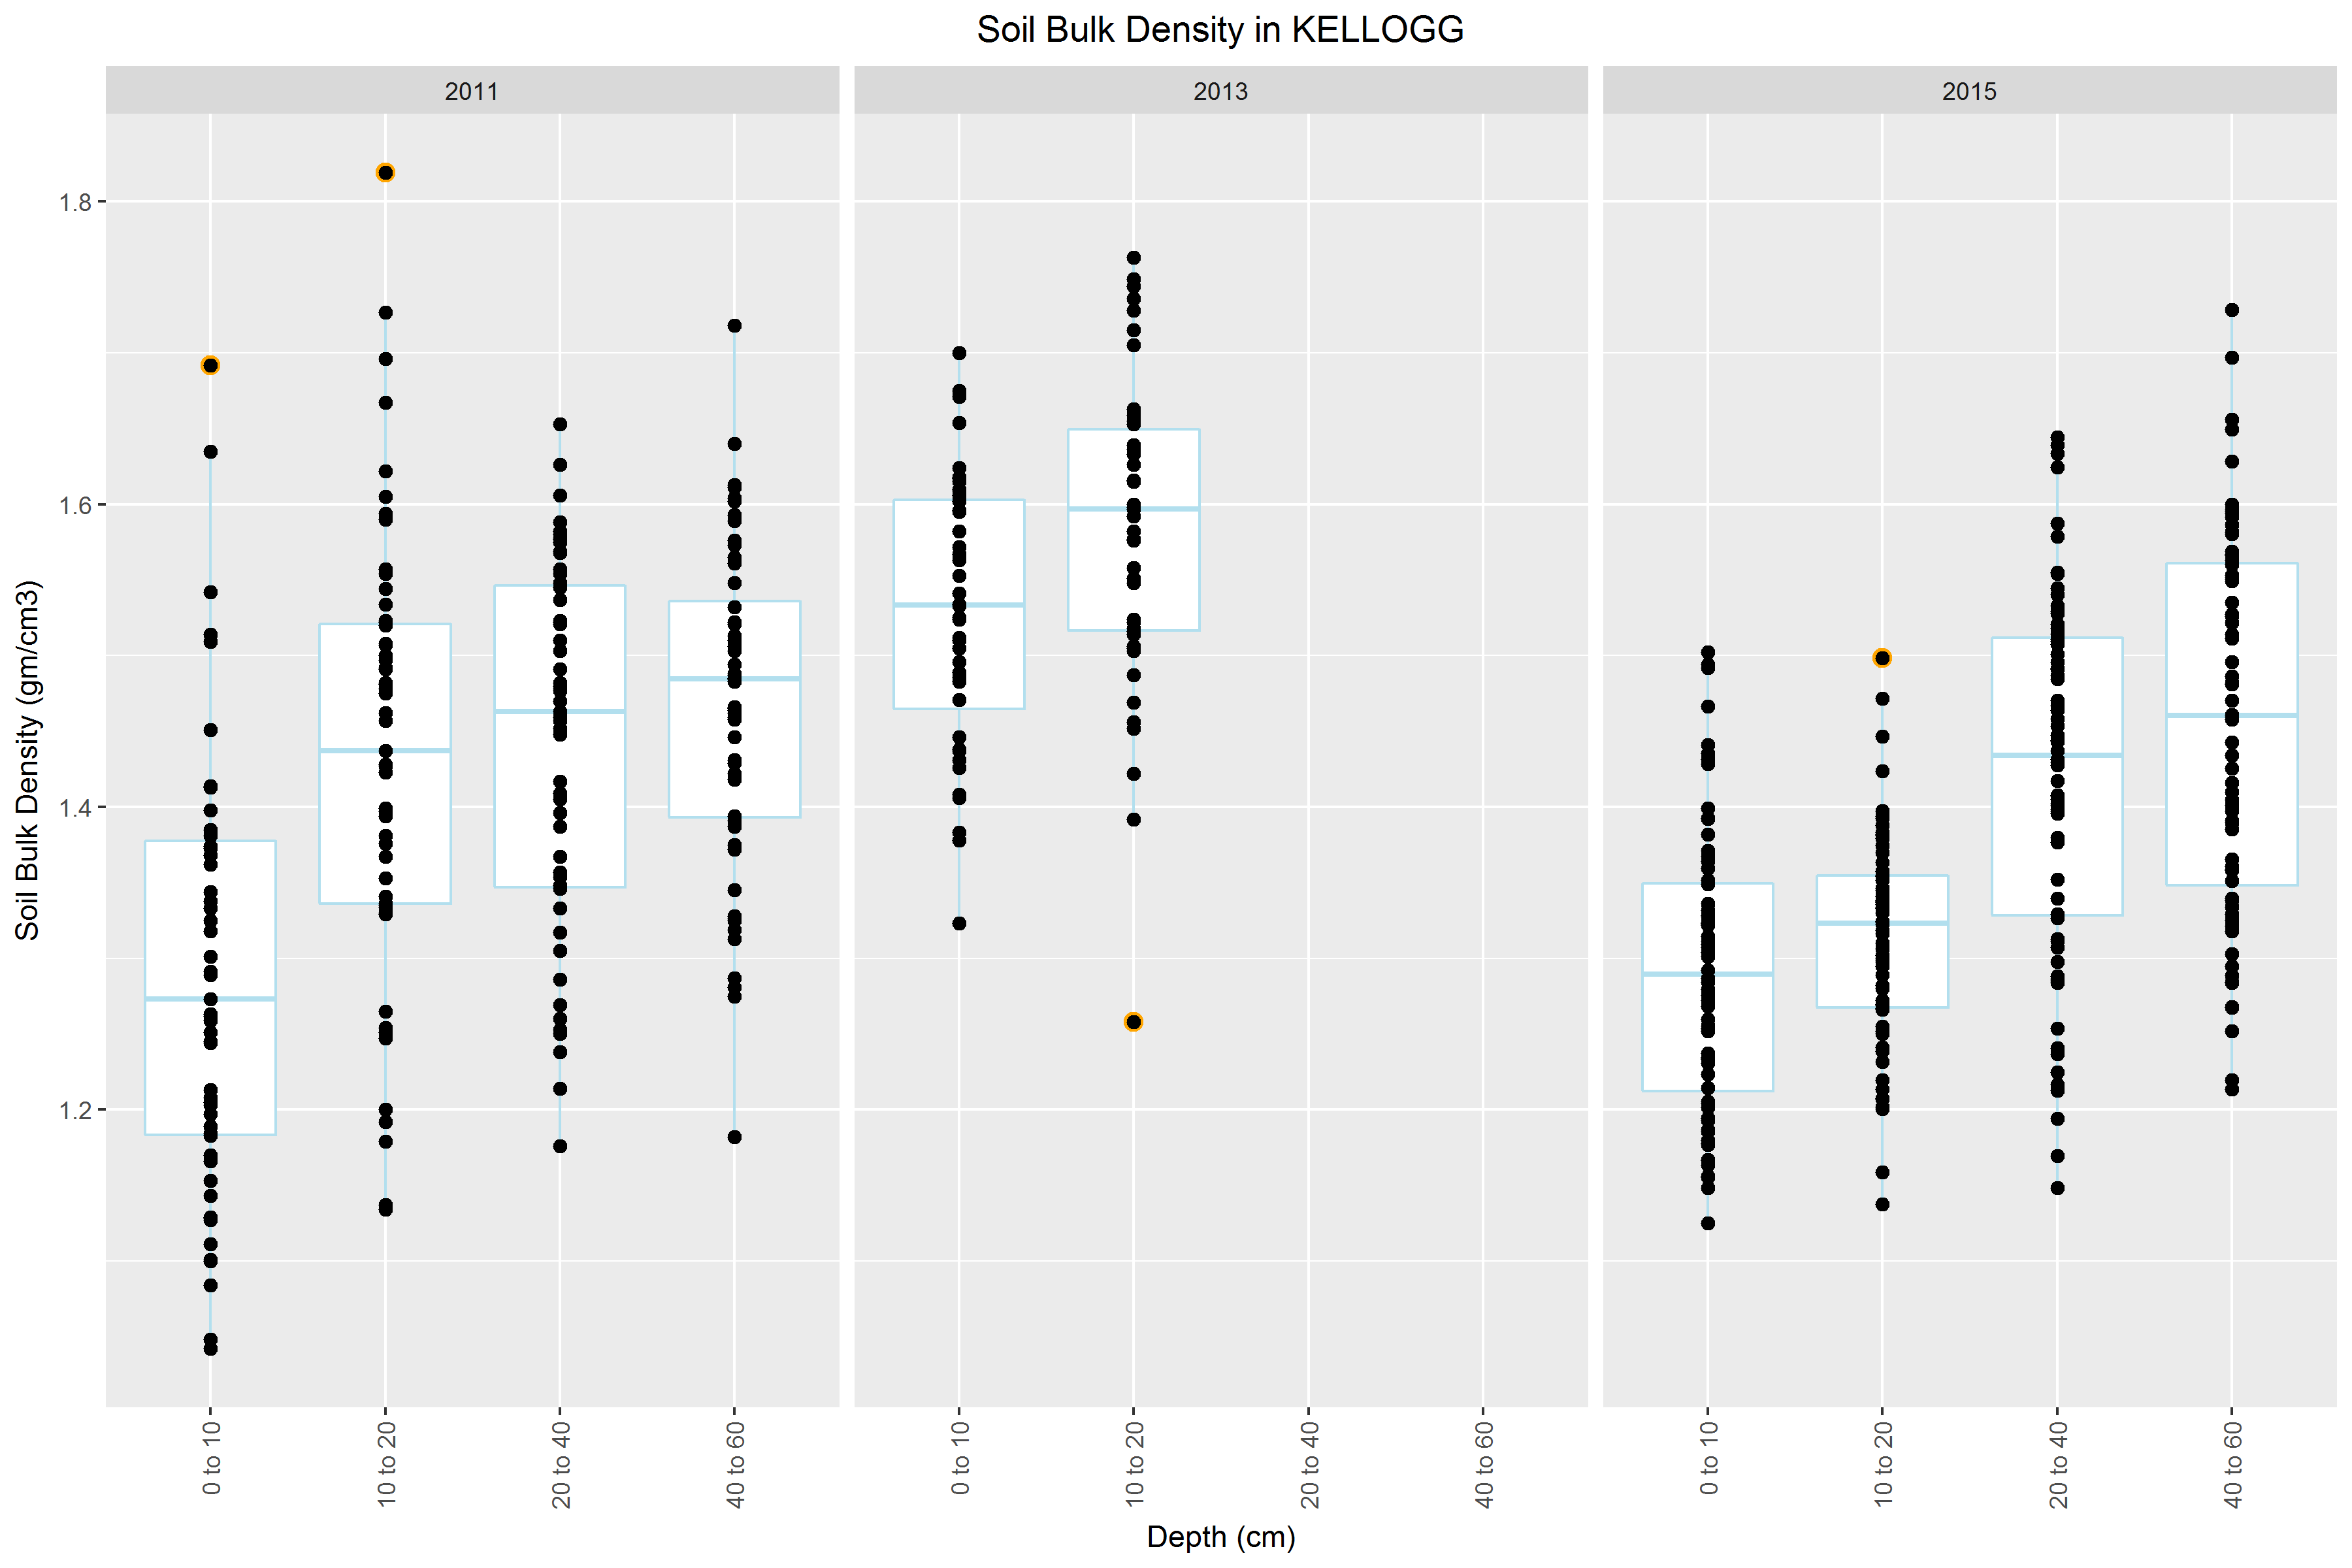 Soil Bulk Density in KELLOGG
2011
2013
2015
Soil Bulk Density (gm/cm3)
1.8
1.6
1.4
1.2
0 to 10
10 to 20
20 to 40
40 to 60
0 to 10
10 to 20
20 to 40
40 to 60
0 to 10
10 to 20
20 to 40
40 to 60
Depth (cm)